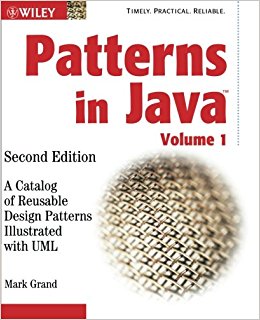 WILEY
TIMELY. PRACTICAL. RELIABLE.
Patterns
in Java™
Volume 1
Second Edition
A Catalog
of Reusable
Design Patterns
Illustrated
with UML
Mark Grand